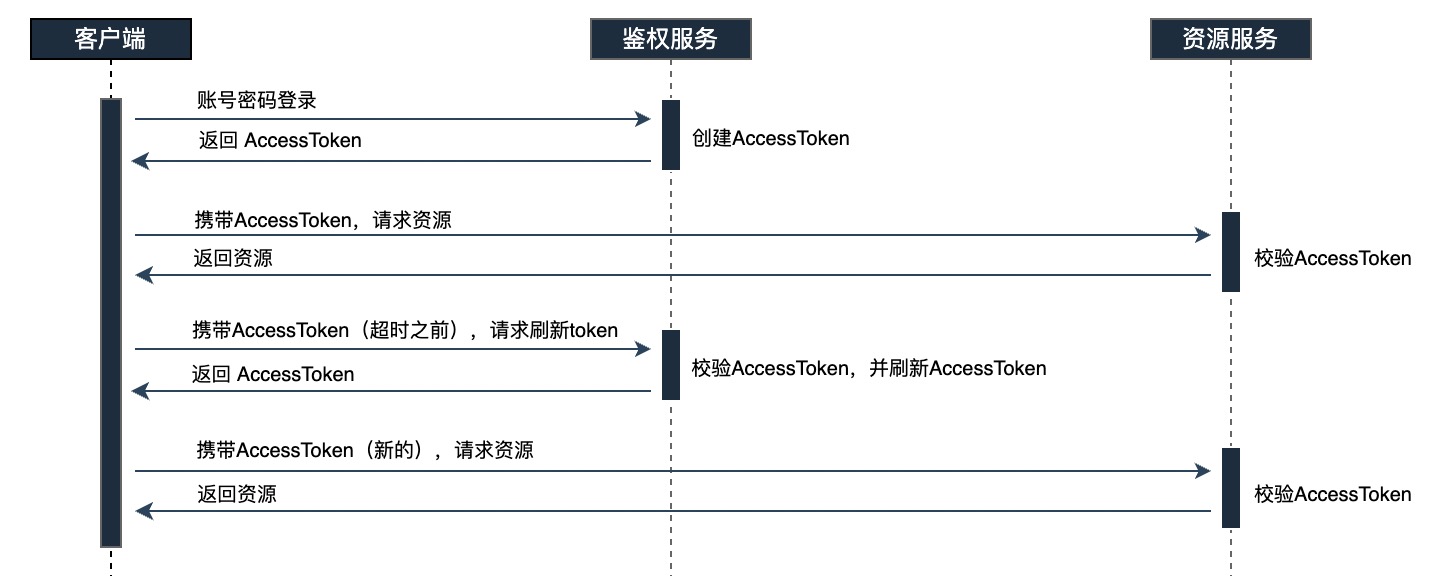 客户端
鉴权服务
资源服务
账号密码登录
返回 AccessToken
创建AccessToken
携带AccessToken，请求资源
返回资源
校验AccessToken
携带AccessToken（超时之前），请求刷新token
返回 AccessToken
校验AccessToken，并刷新AccessToken
携带AccessToken（新的），请求资源
返回资源
校验AccessToken